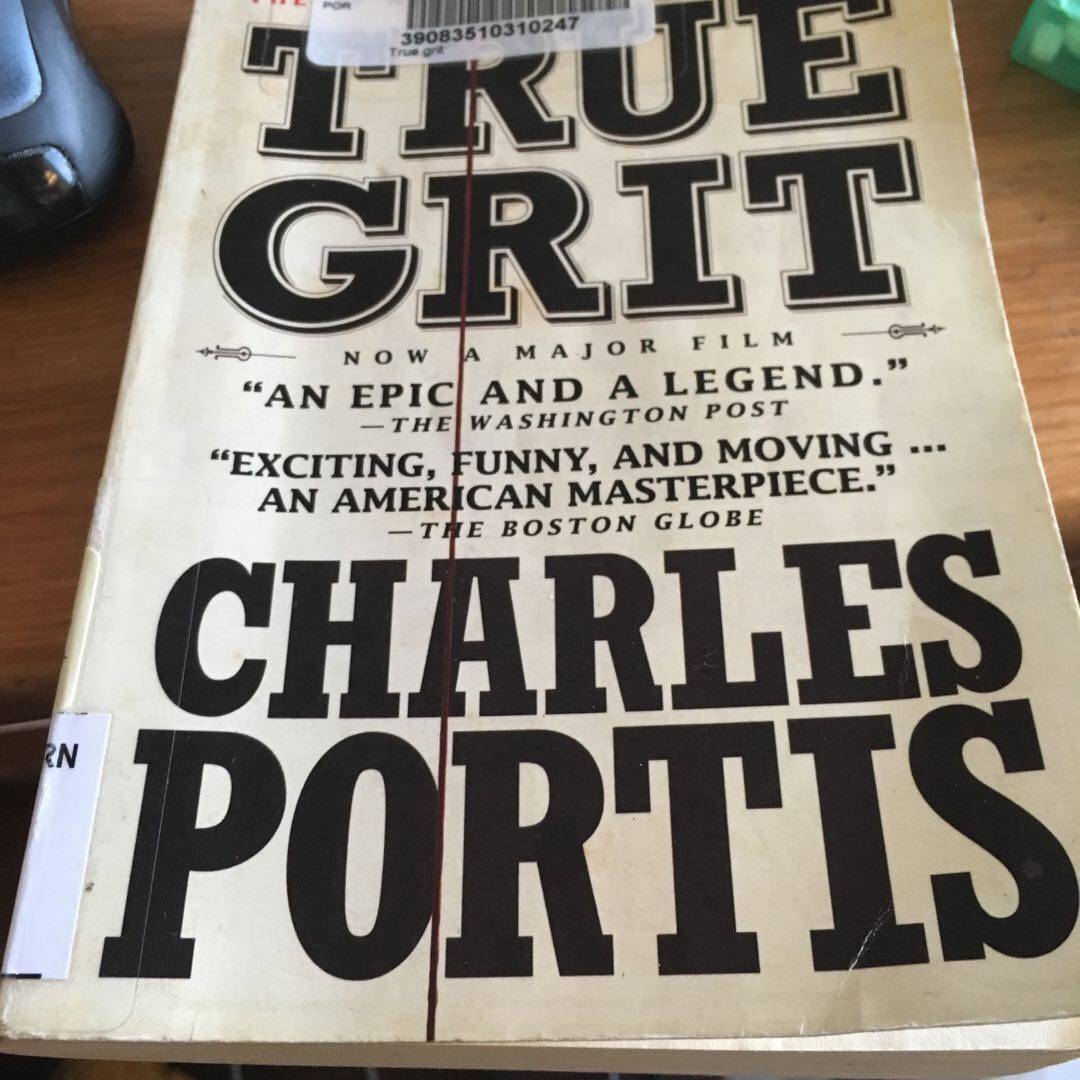 POR
39083510310247
True grit
TRUE
GRIT
NOW A MAJOR FILM
“AN EPIC AND A LEGEND.”
—THE WASHINGTON POST
“EXCITING, FUNNY, AND MOVING ...
AN AMERICAN MASTERPIECE.”
—THE BOSTON GLOBE
CHARLES
PORTIS
RN